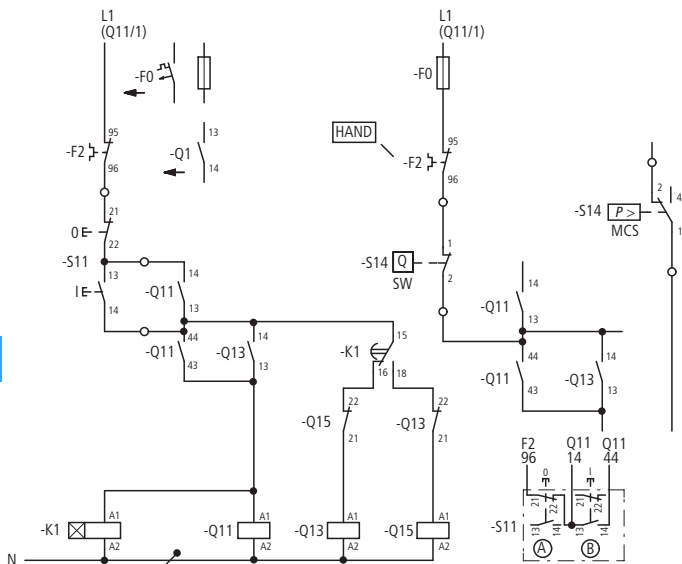 L1
(Q11/1)
-F0
95
-F2
96
13
-Q1
14
21
0
22
-S11
13
I
14
14
-Q11
13
44
-Q11
43
14
-Q13
13
15
-K1
16 18
22
-Q15
21
22
-Q13
21
A1
-K1
A2
A1
-Q11
A2
A1
-Q13
A2
A1
-Q15
A2
N
L1
(Q11/1)
-F0
HAND
95
-F2
96
1
-S14 Q
SW
2
2 4
-S14 P >
MCS
1
14
-Q11
13
44
-Q11
43
14
-Q13
13
F2 Q11 Q11
96 14 44
0 I
21 22 21 22
-S11
13 14 13 14
A B